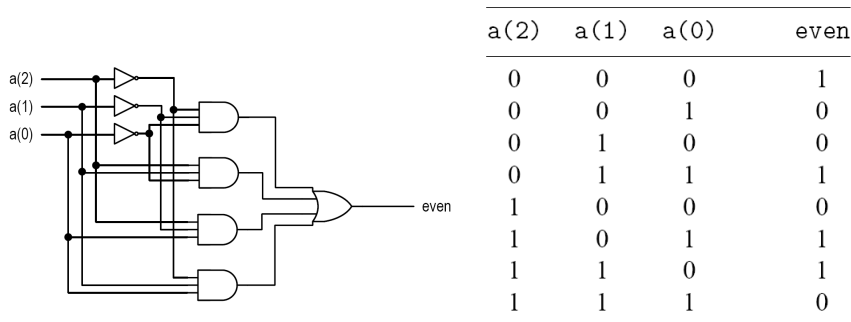 a(2)
a(1)
a(0)
even
a(2) a(1) a(0) even
0 0 0 1
0 0 1 0
0 1 0 0
0 1 1 1
1 0 0 0
1 0 1 1
1 1 0 1
1 1 1 0